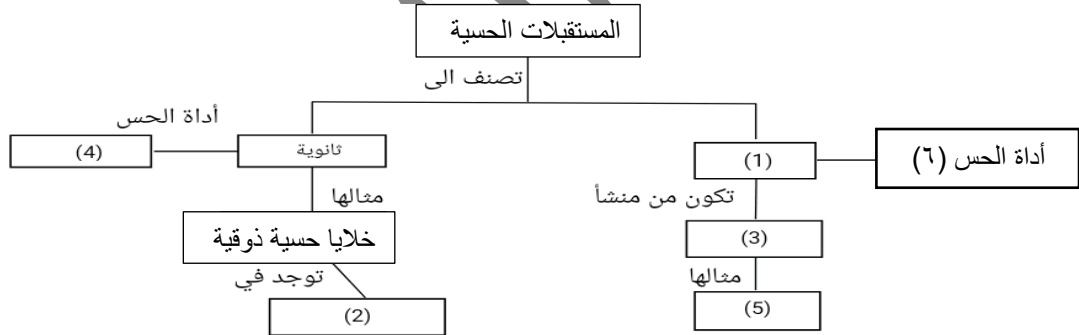 المستقبلات الحسية
تصنف الى
أداة الحس
(4)
ثانوية
(1)
أداة الحس (٦)
مثالها
تكون من منشأ
خلايا حسية ذوقية
(3)
توجد في
مثالها
(2)
(5)